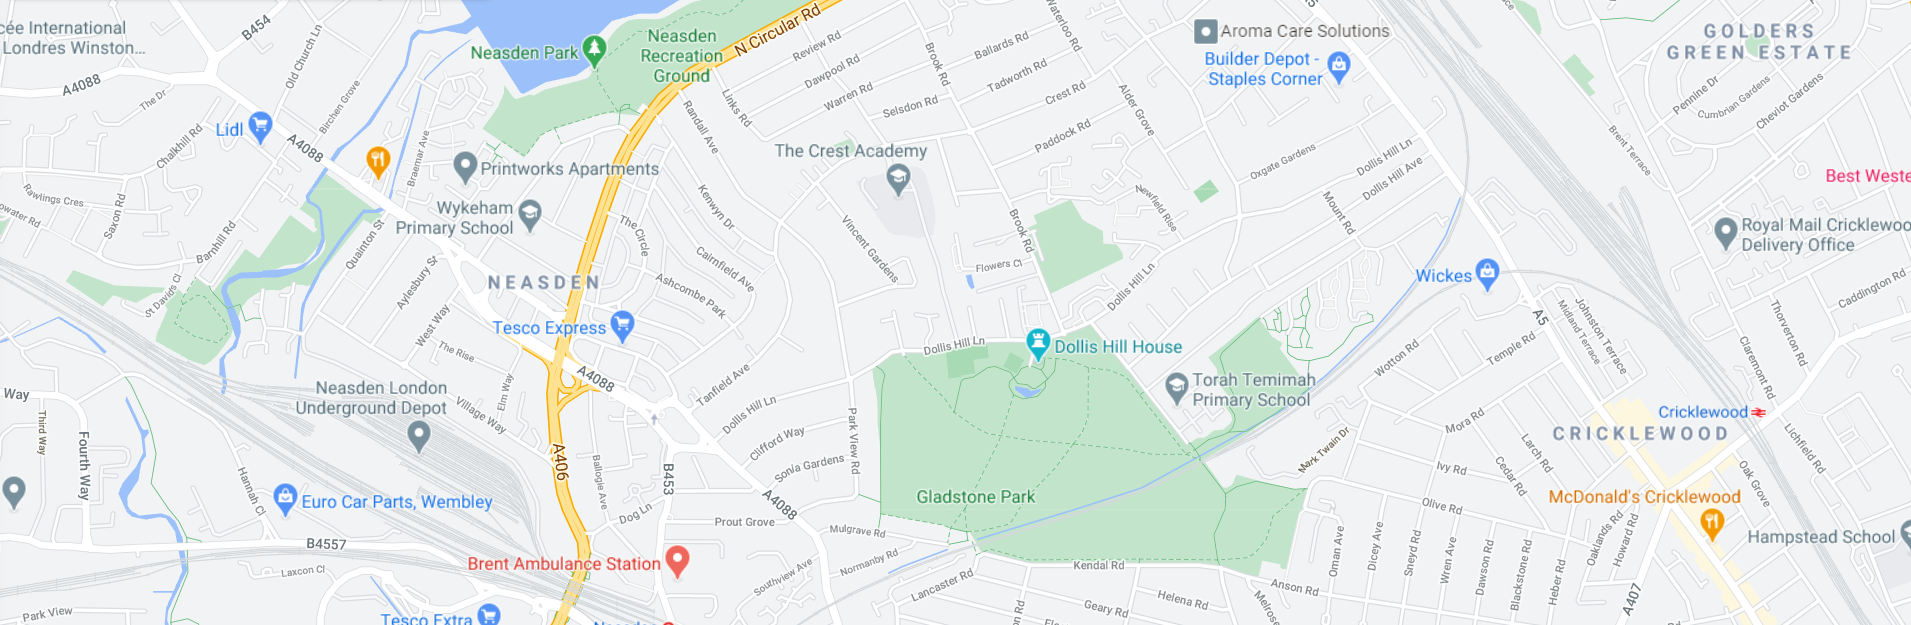 cée International
Londres Winston...
B454
Old Church Ln
Neasden Park
Neasden
Recreation
Ground
N Circular Rd
Review Rd
Dawpool Rd
Warren Rd
Selsdon Rd
Brook Rd
Ballards Rd
Tadworth Rd
Crest Rd
Waterloo Rd
Aroma Care Solutions
Builder Depot -
Staples Corner
GOLDERS
GREEN ESTATE
Pennine Dr
Cumbrian Gardens
Cheviot Gardens
A4088
The Dr
Lidl
Birchen Grove
A4088
Chalkhill Rd
Braemar Ave
Printworks Apartments
Randall Ave
Links Rd
The Crest Academy
Paddock Rd
Alder Grove
Oxgate Gardens
Dollis Hill Ln
Dollis Hill Ave
Brent Terrace
Best Weste
Rawlings Cres
Saxon Rd
Barnhill Rd
Quainton St
Wykeham
Primary School
The Circle
Kenwyn Dr
Vincent Gardens
Brook Rd
Newfield Rise
Mount Rd
Royal Mail Cricklewoo
Delivery Office
St Davids Cl
Aylesbury St
NEASDEN
Cairnfield Ave
Ashcombe Park
Flowers Ct
Dollis Hill Ln
Wickes
Caddington Rd
West Way
The Rise
Tesco Express
Dollis Hill Ln
Dollis Hill House
A5
Midland Terrace
Johnston Terrace
Thorverton Rd
Claremont Rd
Wotton Rd
Temple Rd
Neasden London
Underground Depot
Village Way
Elm Way
A4088
Tanfield Ave
Dollis Hill Ln
Torah Temimah
Primary School
Cricklewood
CRICKLEWOOD
Way
Third Way
Fourth Way
Clifford Way
Sonia Gardens
Park View Rd
Mora Rd
Larch Rd
Mark Twain Dr
Ivy Rd
Cedar Rd
Lichfield Rd
Oak Grove
A406
Hannah Cl
Euro Car Parts, Wembley
Ballogie Ave
B453
Dog Ln
A4088
Prout Grove
Mulgrave Rd
Gladstone Park
Olive Rd
McDonald's Cricklewood
Hampstead School
B4557
Laxcon Cl
Brent Ambulance Station
Southview Ave
Normanby Rd
Lancaster Rd
Kendal Rd
Anson Rd
Oman Ave
Dicey Ave
Sneyd Rd
Wren Ave
Dawson Rd
Blackstone Rd
Heber Rd
Oaklands Rd
Howard Rd
A407
Park View
Tesco Extra
Geary Rd
Helena Rd
Melrose